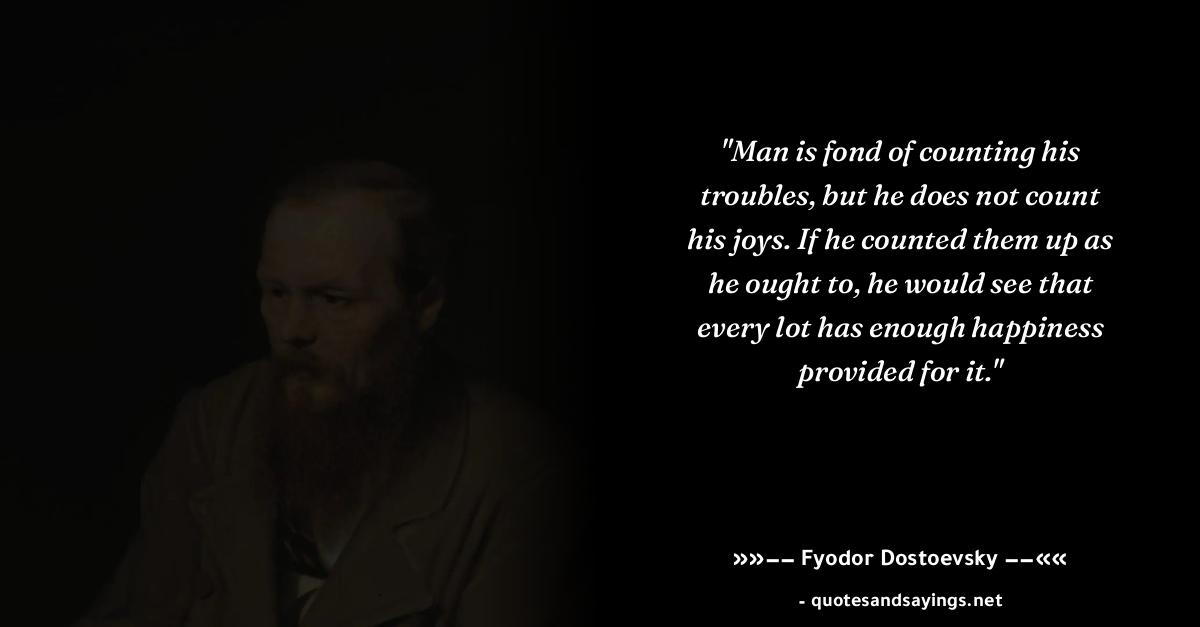 "Man is fond of counting his
troubles, but he does not count
his joys. If he counted them up as
he ought to, he would see that
every lot has enough happiness
provided for it."
»»-- Fyodor Dostoevsky --««
- quotesandsayings.net